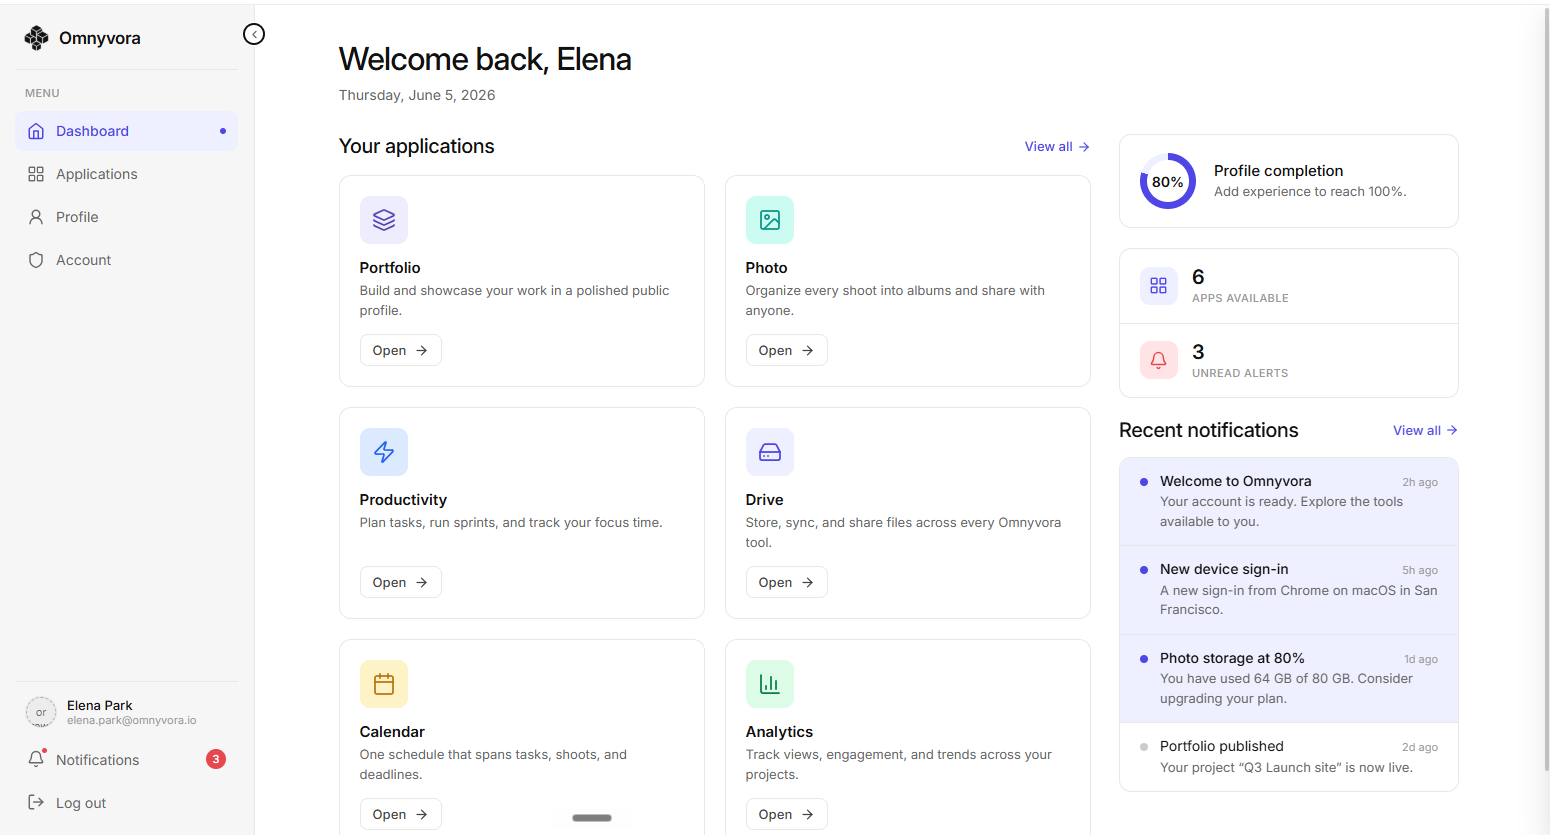 Omnyvora
MENU
Dashboard
Applications
Profile
Account
Elena Park
elena.park@omnyvora.io
Notifications
3
Log out
Welcome back, Elena
Thursday, June 5, 2026
Your applications
View all
Portfolio
Build and showcase your work in a polished public
profile.
Open
Photo
Organize every shoot into albums and share with
anyone.
Open
Productivity
Plan tasks, run sprints, and track your focus time.
Open
Drive
Store, sync, and share files across every Omnyvora
tool.
Open
Calendar
One schedule that spans tasks, shoots, and
deadlines.
Open
Analytics
Track views, engagement, and trends across your
projects.
Open
80%
Profile completion
Add experience to reach 100%.
6
APPS AVAILABLE
3
UNREAD ALERTS
Recent notifications
View all
Welcome to Omnyvora
2h ago
Your account is ready. Explore the tools
available to you.
New device sign-in
5h ago
A new sign-in from Chrome on macOS in San
Francisco.
Photo storage at 80%
1d ago
You have used 64 GB of 80 GB. Consider
upgrading your plan.
Portfolio published
2d ago
Your project “Q3 Launch site” is now live.